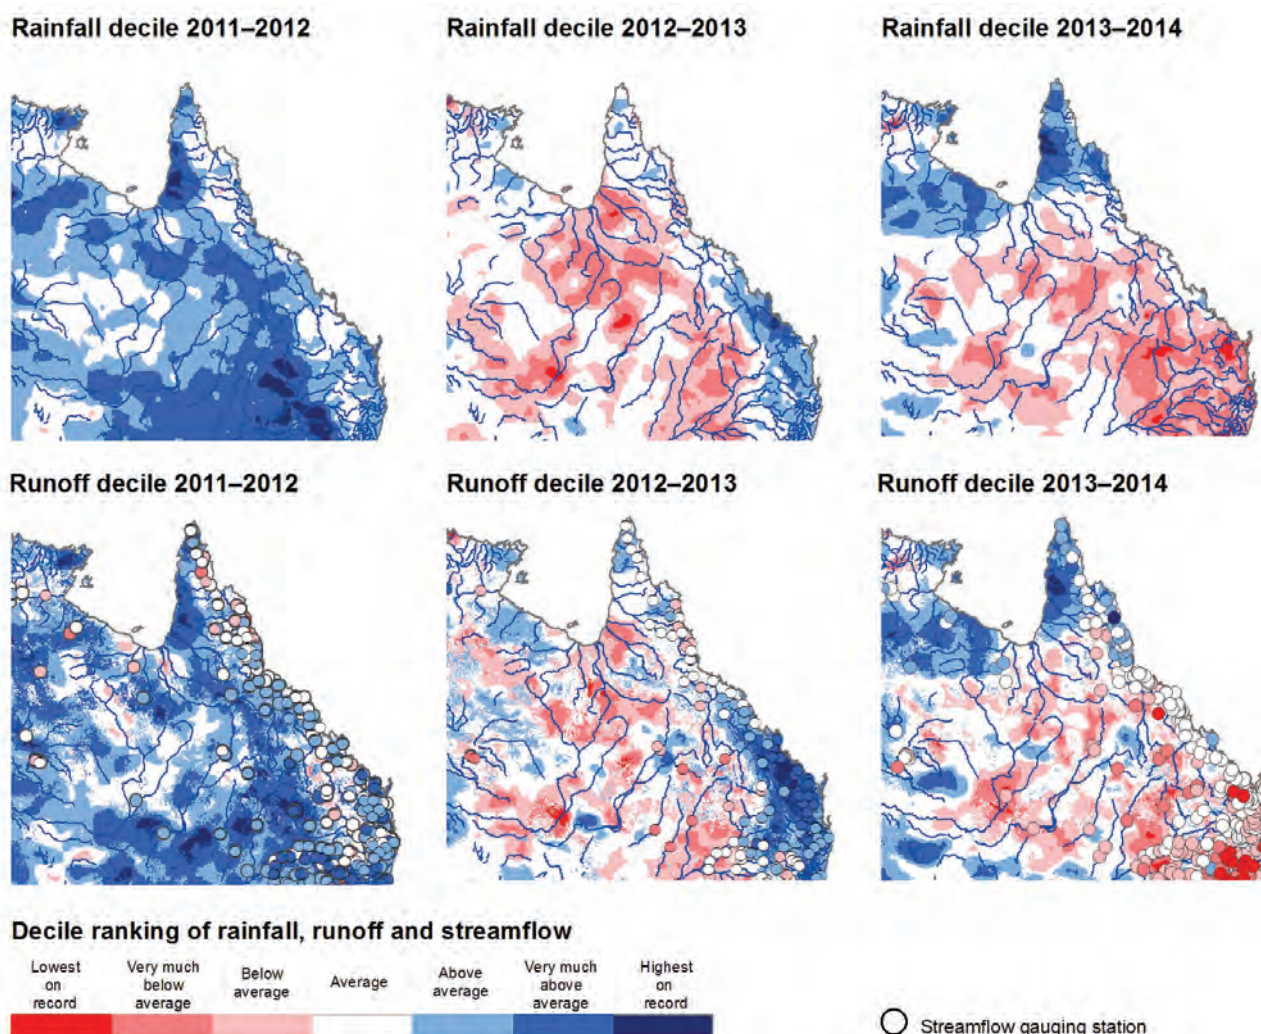 Rainfall decile 2011–2012
Rainfall decile 2012–2013
Rainfall decile 2013–2014
Runoff decile 2011–2012
Runoff decile 2012–2013
Runoff decile 2013–2014
Decile ranking of rainfall, runoff and streamflow
Lowest
on
record
Very much
below
average
Below
average
Average
Above
average
Very much
above
average
Highest
on
record
Streamflow gauging station